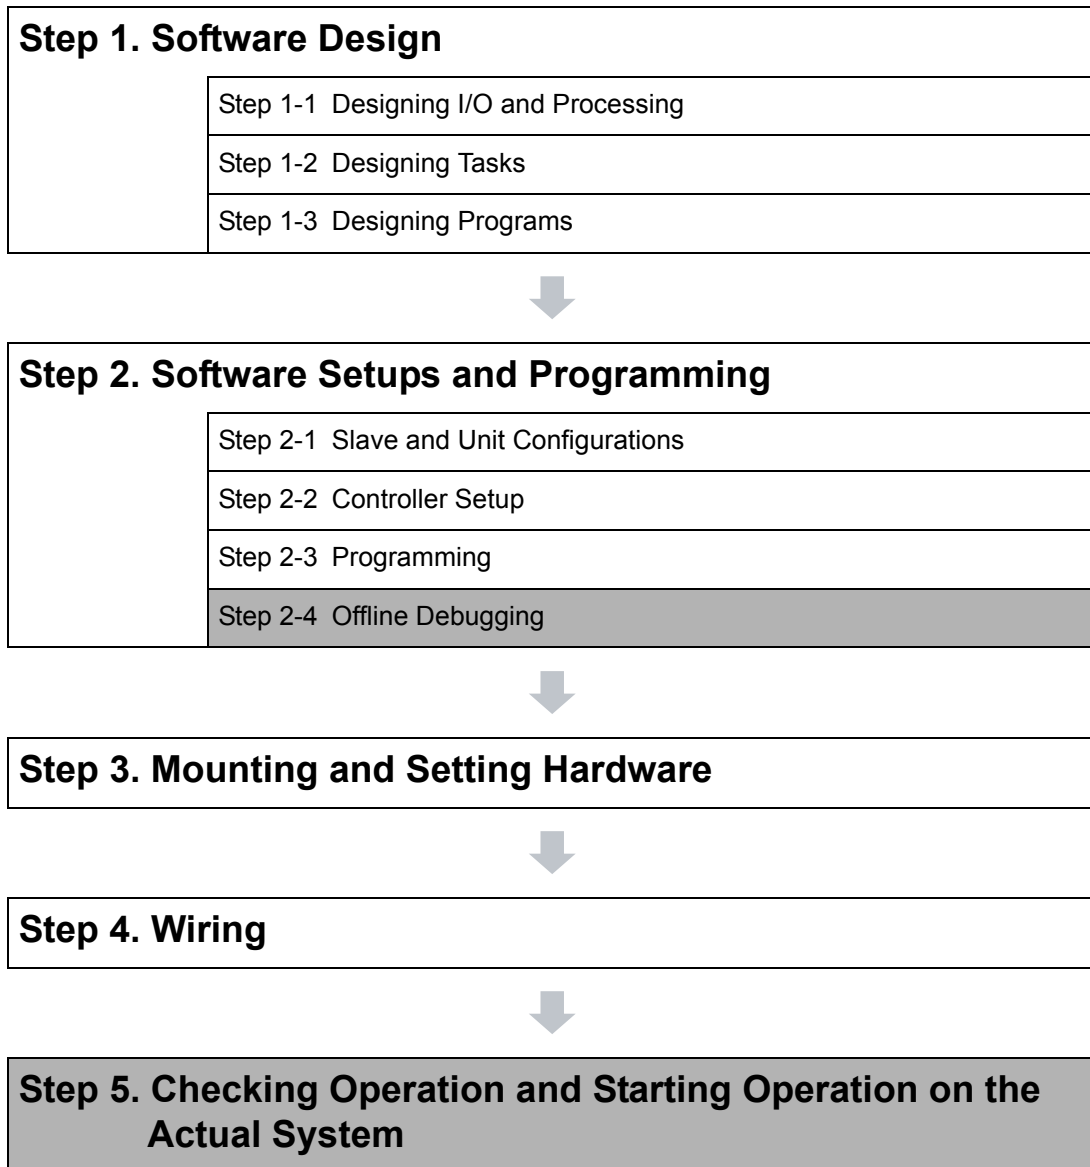 Step 1. Software Design
Step 1-1 Designing I/O and Processing
Step 1-2 Designing Tasks
Step 1-3 Designing Programs
Step 2. Software Setups and Programming
Step 2-1 Slave and Unit Configurations
Step 2-2 Controller Setup
Step 2-3 Programming
Step 2-4 Offline Debugging
Step 3. Mounting and Setting Hardware
Step 4. Wiring
Step 5. Checking Operation and Starting Operation on the
Actual System